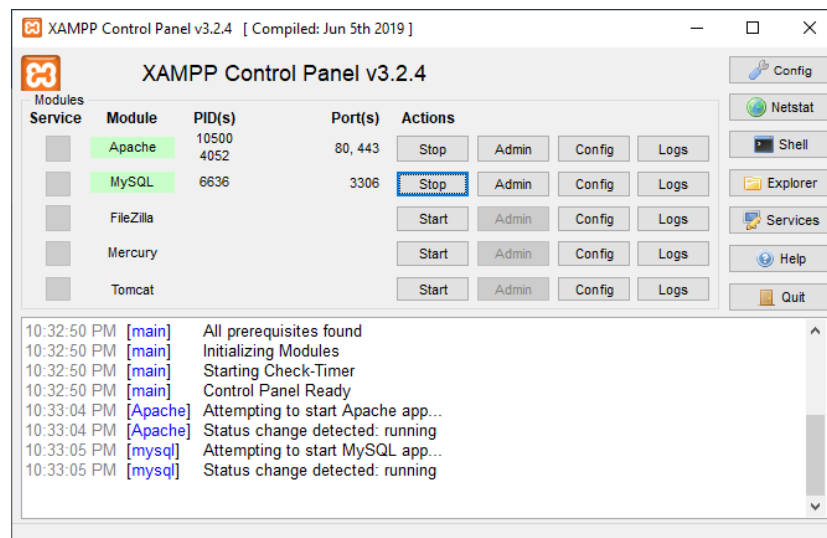 XAMPP Control Panel v3.2.4 [ Compiled: Jun 5th 2019 ]
XAMPP Control Panel v3.2.4
Config
Modules
Service Module PID(s) Port(s) Actions
Netstat
Apache 10500 4052 80, 443 Stop Admin Config Logs
Shell
MySQL 6636 3306 Stop Admin Config Logs
Explorer
FileZilla Start Admin Config Logs
Services
Mercury Start Admin Config Logs
Help
Tomcat Start Admin Config Logs
Quit
10:32:50 PM [main] All prerequisites found
10:32:50 PM [main] Initializing Modules
10:32:50 PM [main] Starting Check-Timer
10:32:50 PM [main] Control Panel Ready
10:33:04 PM [Apache] Attempting to start Apache app...
10:33:04 PM [Apache] Status change detected: running
10:33:05 PM [mysql] Attempting to start MySQL app...
10:33:05 PM [mysql] Status change detected: running